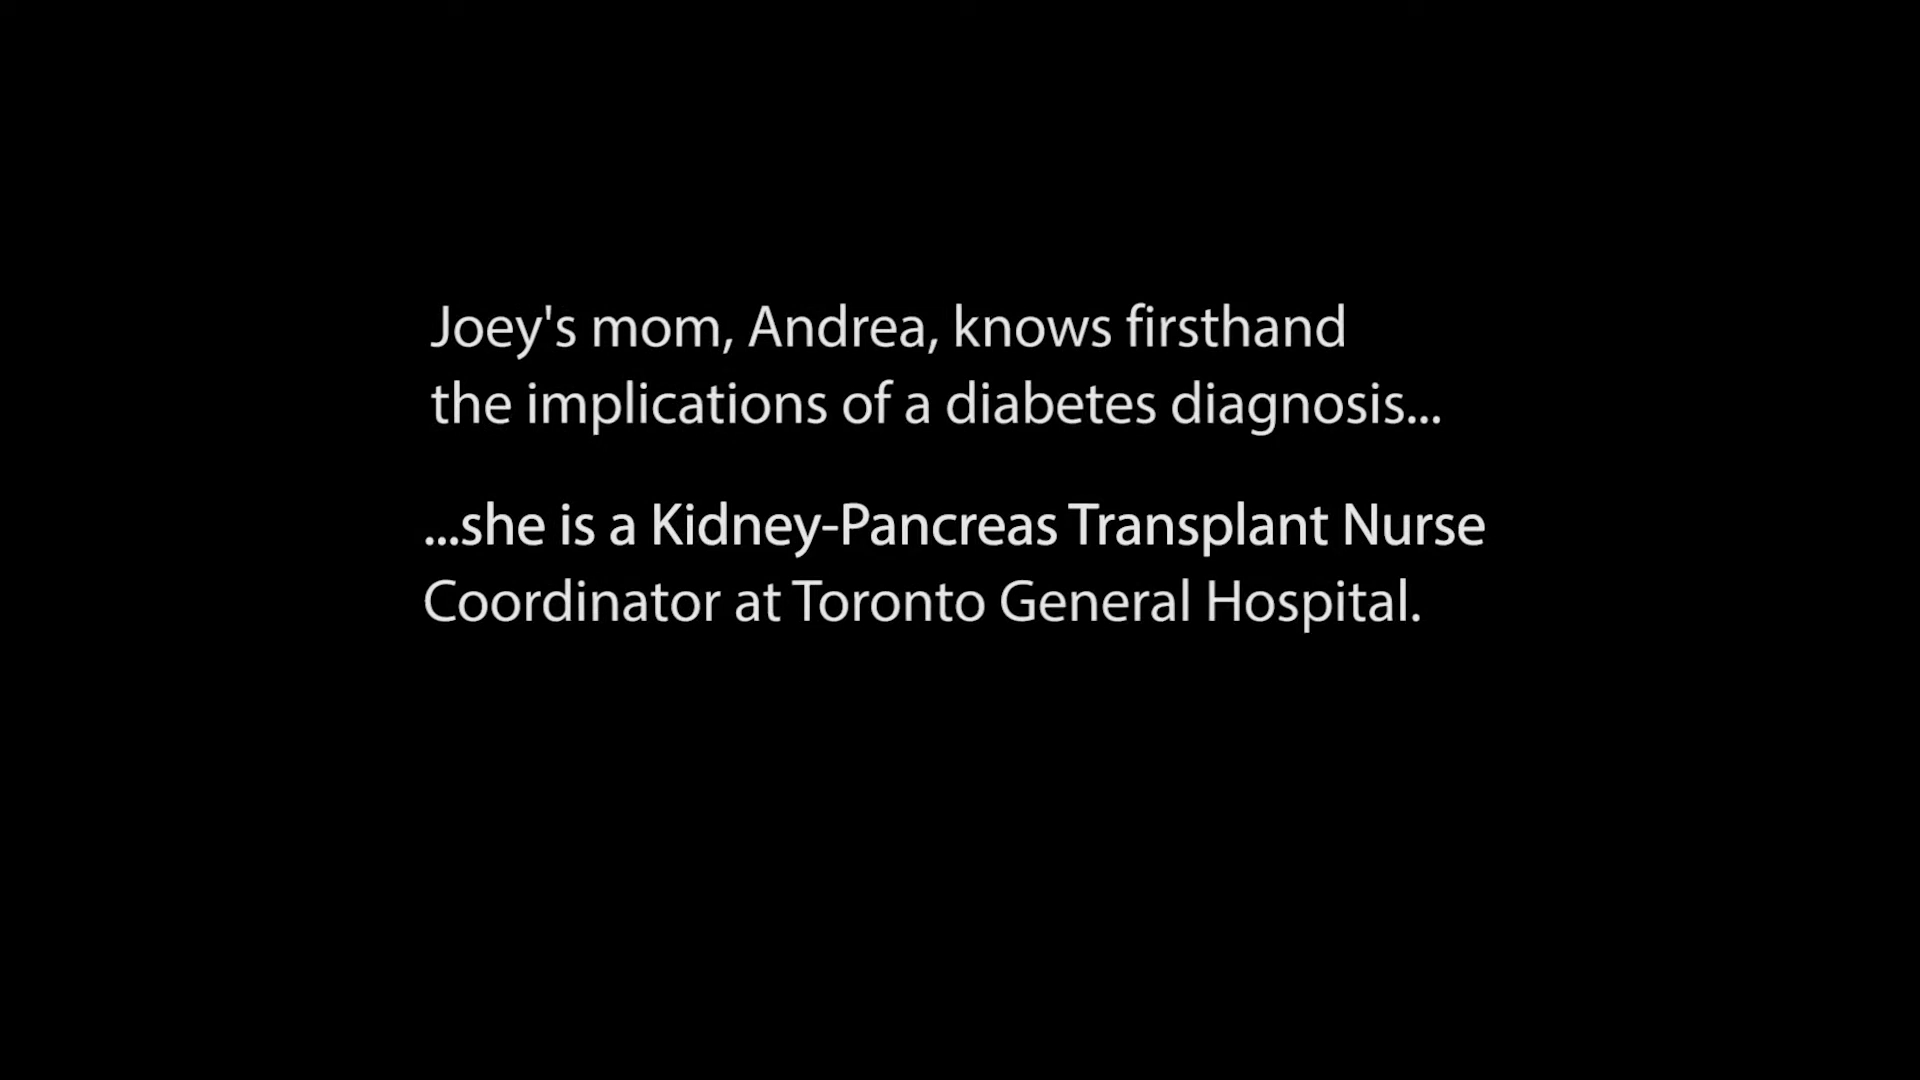 Joey's mom, Andrea, knows firsthand
the implications of a diabetes diagnosis...
...she is a Kidney-Pancreas Transplant Nurse
Coordinator at Toronto General Hospital.